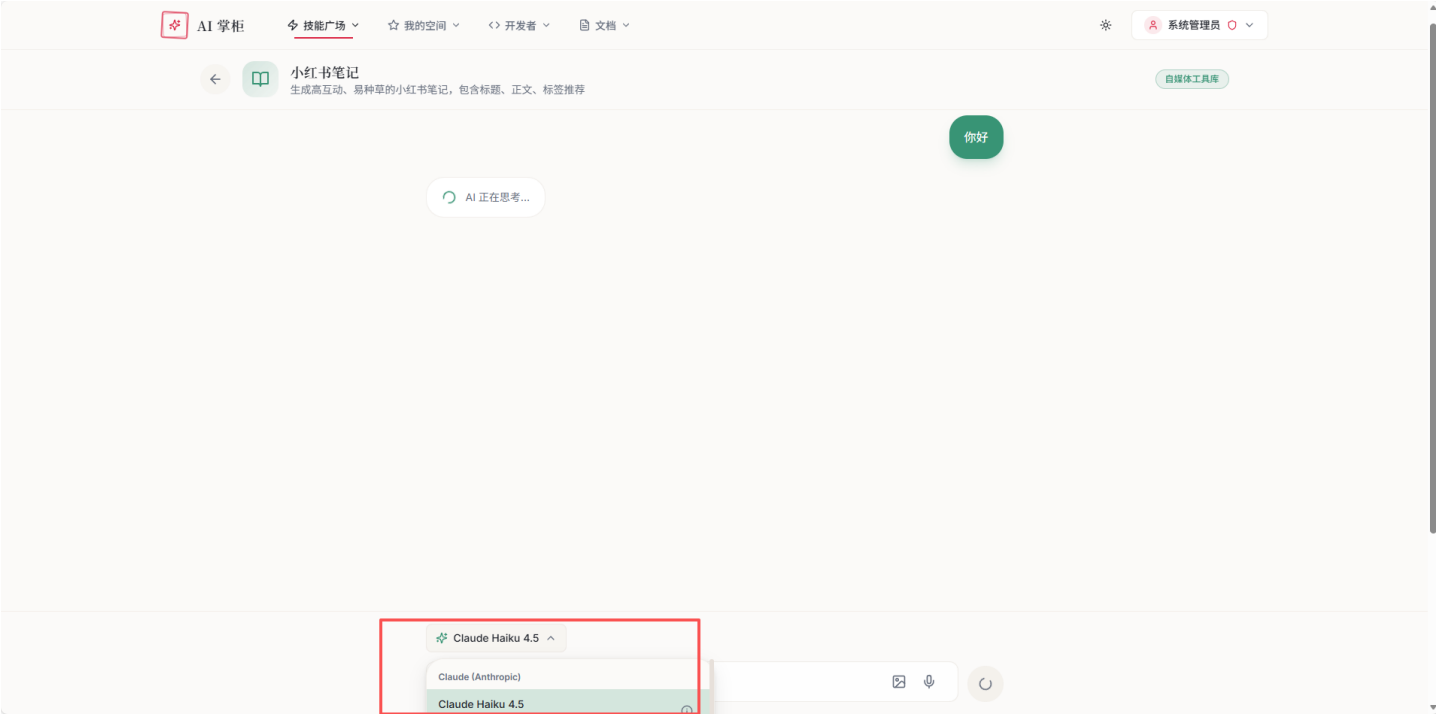 AI 掌柜
技能广场
我的空间
开发者
文档
系统管理员
小红书笔记
生成高互动、易种草的小红书笔记，包含标题、正文、标签推荐
自媒体工具库
你好
AI 正在思考...
Claude Haiku 4.5
Claude (Anthropic)
Claude Haiku 4.5